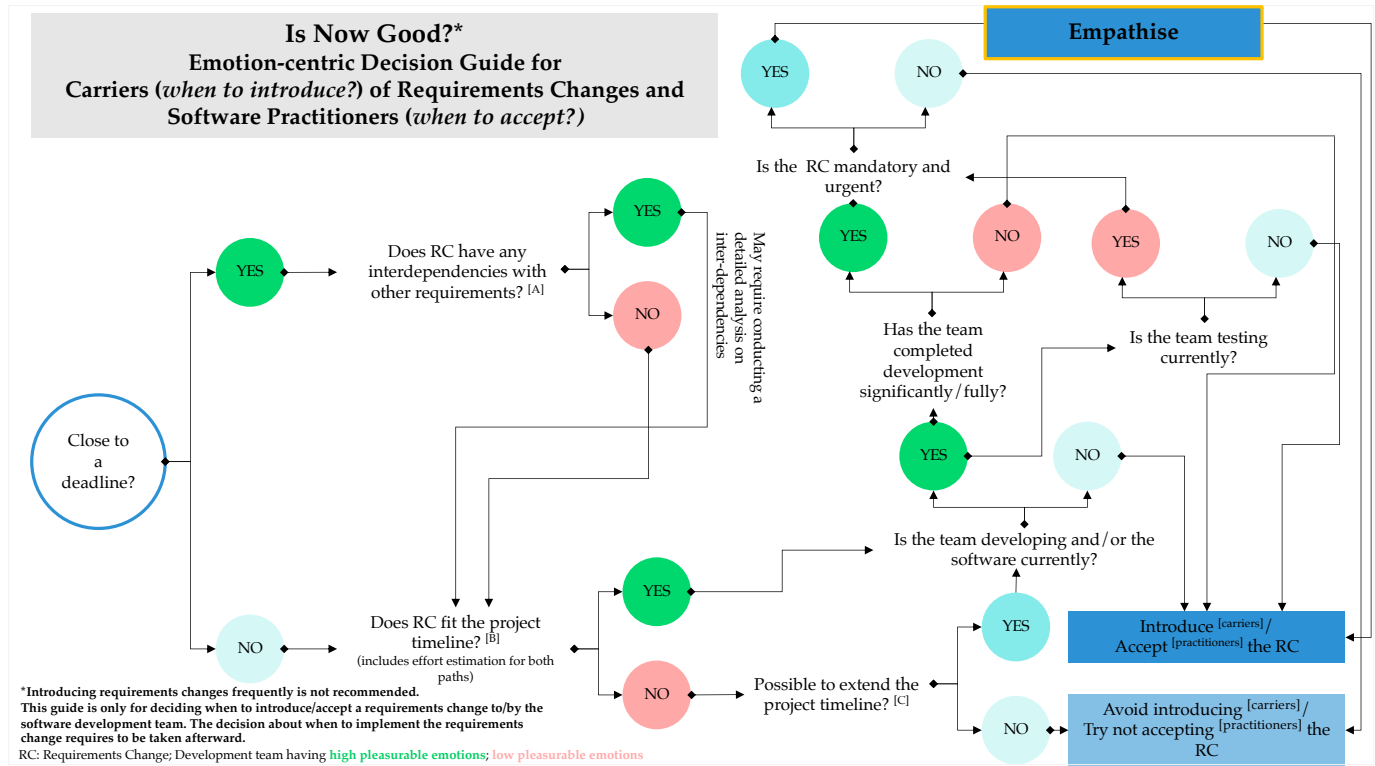 Is Now Good?*
Emotion-centric Decision Guide for
Carriers (when to introduce?) of Requirements Changes and
Software Practitioners (when to accept?)
Empathise
YES
NO
Is the RC mandatory and
urgent?
YES
NO
YES
NO
YES
Does RC have any
interdependencies with
other requirements? [A]
YES
NO
May require conducting a
detailed analysis on
inter-dependencies
Has the team
completed
development
significantly/fully?
Is the team testing
currently?
Close to
a
deadline?
YES
NO
Is the team developing and/or the
software currently?
NO
Does RC fit the project
timeline? [B]
(includes effort estimation for both
paths)
YES
NO
Possible to extend the
project timeline? [C]
YES
NO
Introduce [carriers]/
Accept [practitioners] the RC
Avoid introducing [carriers]/
Try not accepting [practitioners] the
RC
*Introducing requirements changes frequently is not recommended.
This guide is only for deciding when to introduce/accept a requirements change to/by the
software development team. The decision about when to implement the requirements
change requires to be taken afterward.
RC: Requirements Change; Development team having high pleasurable emotions; low pleasurable emotions